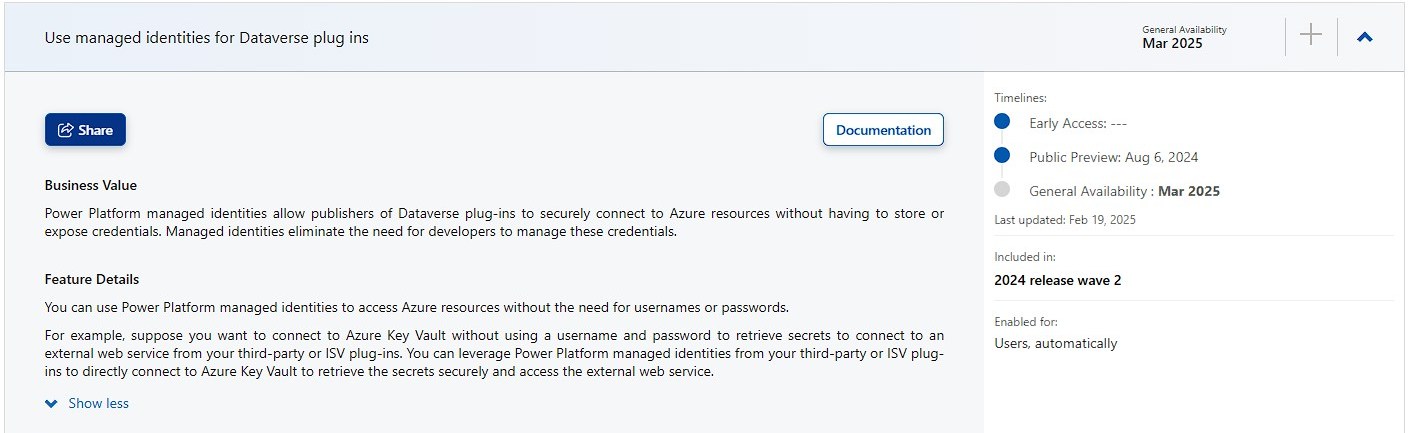 Use managed identities for Dataverse plug ins
General Availability
Mar 2025
Share
Documentation
Business Value
Power Platform managed identities allow publishers of Dataverse plug-ins to securely connect to Azure resources without having to store or
expose credentials. Managed identities eliminate the need for developers to manage these credentials.
Feature Details
You can use Power Platform managed identities to access Azure resources without the need for usernames or passwords.
For example, suppose you want to connect to Azure Key Vault without using a username and password to retrieve secrets to connect to an
external web service from your third-party or ISV plug-ins. You can leverage Power Platform managed identities from your third-party or ISV plug-
ins to directly connect to Azure Key Vault to retrieve the secrets securely and access the external web service.
Show less
Timelines:
Early Access: ---
Public Preview: Aug 6, 2024
General Availability : Mar 2025
Last updated: Feb 19, 2025
Included in:
2024 release wave 2
Enabled for:
Users, automatically